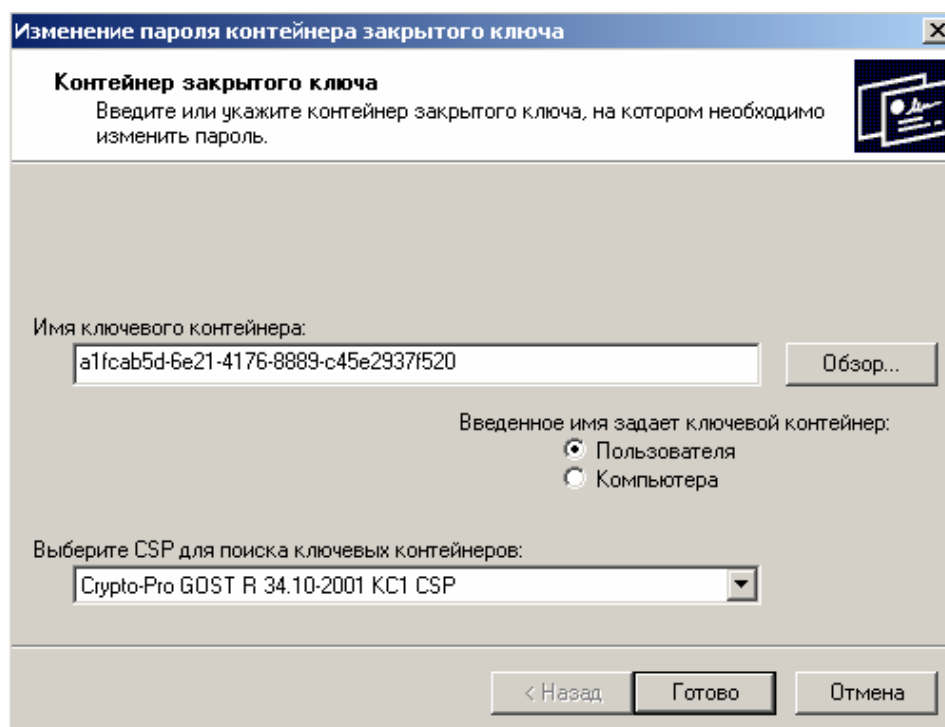 Изменение пароля контейнера закрытого ключа
Контейнер закрытого ключа
Введите или укажите контейнер закрытого ключа, на котором необходимо
изменить пароль.
Имя ключевого контейнера:
a1fcab5d-6e21-4176-8889-c45e2937f520
Обзор...
Введенное имя задает ключевой контейнер:
Пользователя
Компьютера
Выберите CSP для поиска ключевых контейнеров:
Crypto-Pro GOST R 34.10-2001 KC1 CSP
< Назад
Готово
Отмена